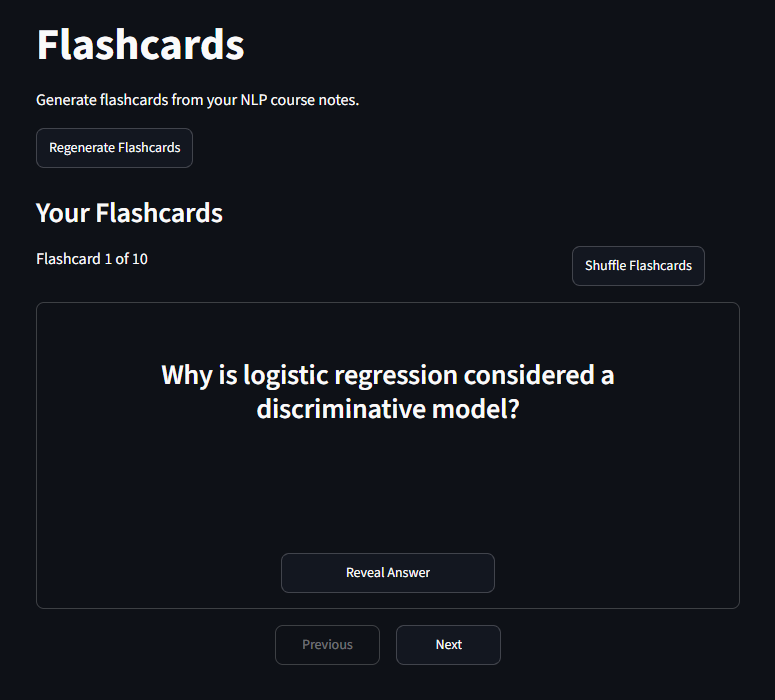 Flashcards
Generate flashcards from your NLP course notes.
Regenerate Flashcards
Your Flashcards
Flashcard 1 of 10
Shuffle Flashcards
Why is logistic regression considered a
discriminative model?
Reveal Answer
Previous
Next